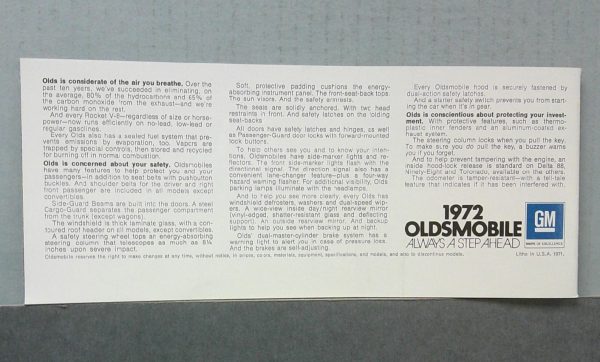 Olds is considerate of the air you breathe. Over the
past ten years, we've succeeded in eliminating, on
the average, 80% of the hydrocarbons and 65% of
the carbon monoxide from the exhaust—and we're
working hard on the rest.
And every Rocket V-8—regardless of size or horse-
power—now runs efficiently on no-lead, low-lead or
regular gasolines.
Every Olds also has a sealed fuel system that pre-
vents emissions by evaporation, too. Vapors are
trapped by special controls, then stored and recycled
for burning off in normal combustion.
Olds is concerned about your safety. Oldsmobiles
have many features to help protect you and your
passengers—in addition to seat belts with pushbutton
buckles. And shoulder belts for the driver and right
front passenger are included in all models except
convertibles.
Side-Guard Beams are built into the doors. A steel
Cargo-Guard separates the passenger compartment
from the trunk (except wagons).
The windshield is thick laminate glass, with a con-
toured roof header on all models, except convertibles.
A safety steering wheel tops an energy-absorbing
steering column that telescopes as much as 8¼
inches upon severe impact.
Soft, protective padding cushions the energy-
absorbing instrument panel. The front-seat-back tops.
The sun visors. And the safety armrests.
The seats are solidly anchored. With two head
restraints in front. And safety latches on the folding
seat-backs
All doors have safety latches and hinges, as well
as Passenger-Guard door locks with forward-mounted
lock buttons.
To help others see you and to know your inten-
tions, Oldsmobiles have side-marker lights and re-
flectors. The front side-marker lights flash with the
directional signal. The directional signal also has a
convenient lane-changer feature—plus a four-way
hazard warning flasher. For additional visibility, Olds
parking lamps illuminate with the headlamps.
And to help you see more clearly, every Olds has
windshield defrosters, washers and dual-speed wip-
ers. A wide-view inside day/night rearview mirror
(vinyl-edged, shatter-resistant glass and deflecting
support). An outside rearview mirror. And backup
lights to help you see when backing up at night.
Olds' dual-master-cylinder brake system has a
warning light to alert you in case of pressure loss.
And the brakes are self-adjusting.
Every Oldsmobile hood is securely fastened by
dual-action safety latches.
And a starter safety switch prevents you from start-
ing the car when it's in gear.
Olds is conscientious about protecting your invest-
ment. With protective features, such as thermo-
plastic inner fenders and an aluminum-coated ex-
haust system.
The steering column locks when you pull the key.
To make sure you do pull the key, a buzzer warns
you if you forget.
And to help prevent tampering with the engine, an
inside hood-lock release is standard on Delta 88,
Ninety-Eight and Toronado, available on the others.
The odometer is tamper-resistant—with a tell-tale
feature that indicates if it has been interfered with.
1972
OLDSMOBILE
ALWAYS A STEP AHEAD
GM
MARK OF EXCELLENCE
Oldsmobile reserves the right to make changes at any time, without notice, in prices, colors, materials, equipment, specifications, and models, and also to discontinue models.
Litho in U.S.A. 1971.